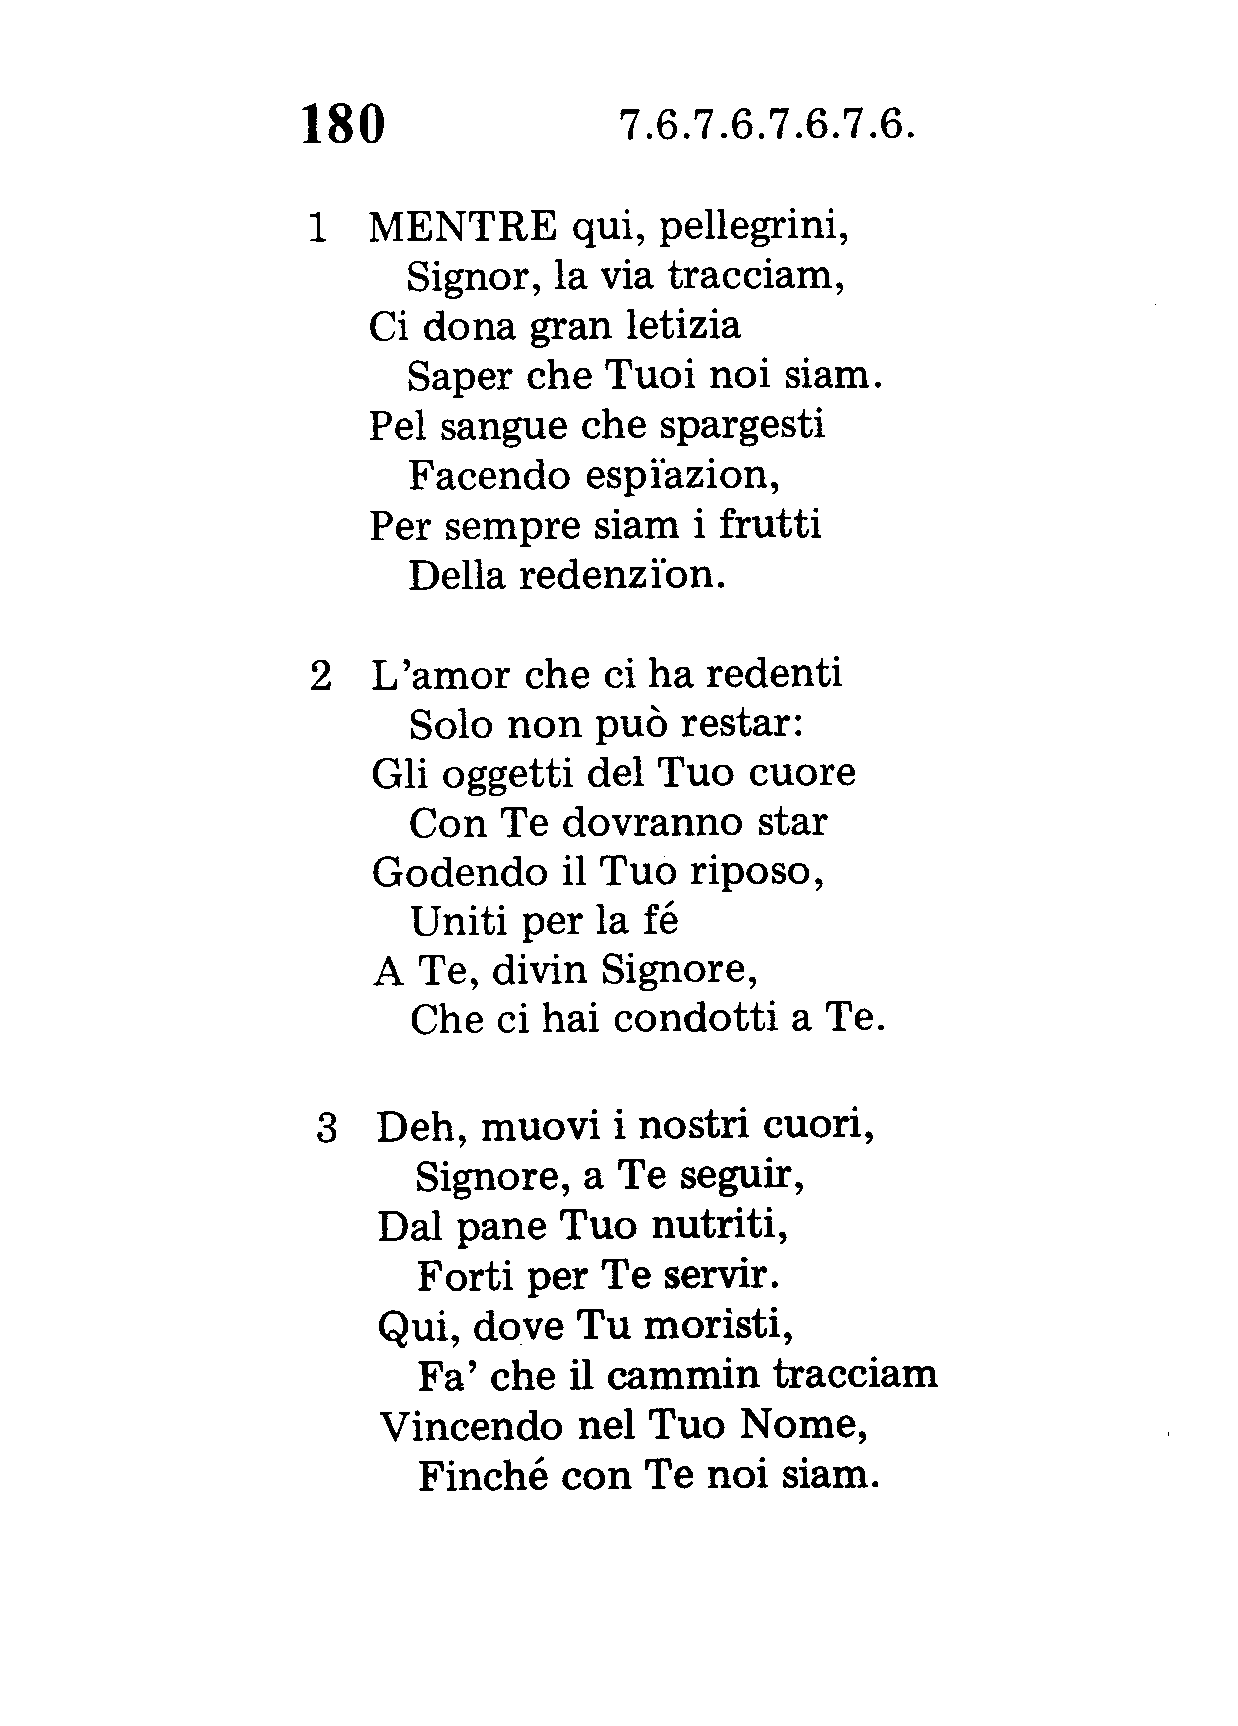 180 7.6.7.6.7.6.7.6.
1 MENTRE qui, pellegrini,
Signor, la via tracciam,
Ci dona gran letizia
Saper che Tuoi noi siam.
Pel sangue che spargesti
Facendo espïazion,
Per sempre siam i frutti
Della redenzïon.
2 L'amor che ci ha redenti
Solo non può restar:
Gli oggetti del Tuo cuore
Con Te dovranno star
Godendo il Tuo riposo,
Uniti per la fé
A Te, divin Signore,
Che ci hai condotti a Te.
3 Deh, muovi i nostri cuori,
Signore, a Te seguir,
Dal pane Tuo nutriti,
Forti per Te servir.
Qui, dove Tu moristi,
Fa' che il cammin tracciam
Vincendo nel Tuo Nome,
Finché con Te noi siam.